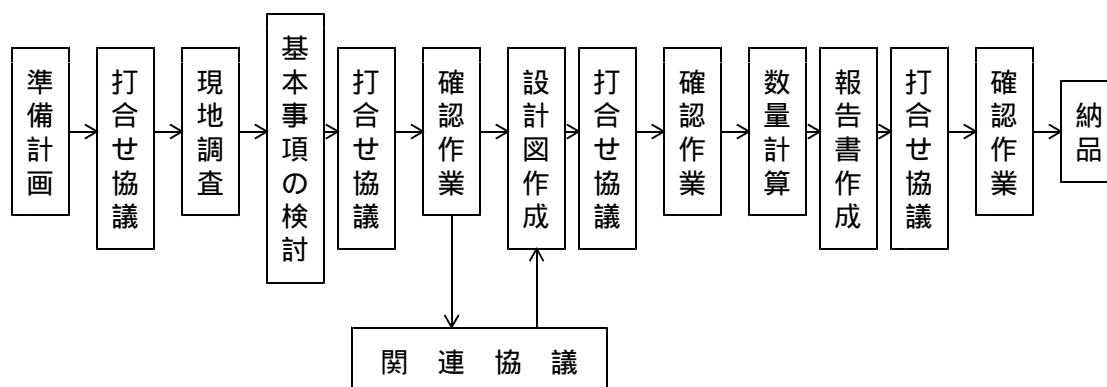 準備計画
打合せ協議
現地調査
基本事項の検討
打合せ協議
確認作業
設計図作成
打合せ協議
確認作業
数量計算
報告書作成
打合せ協議
確認作業
納品
関連協議